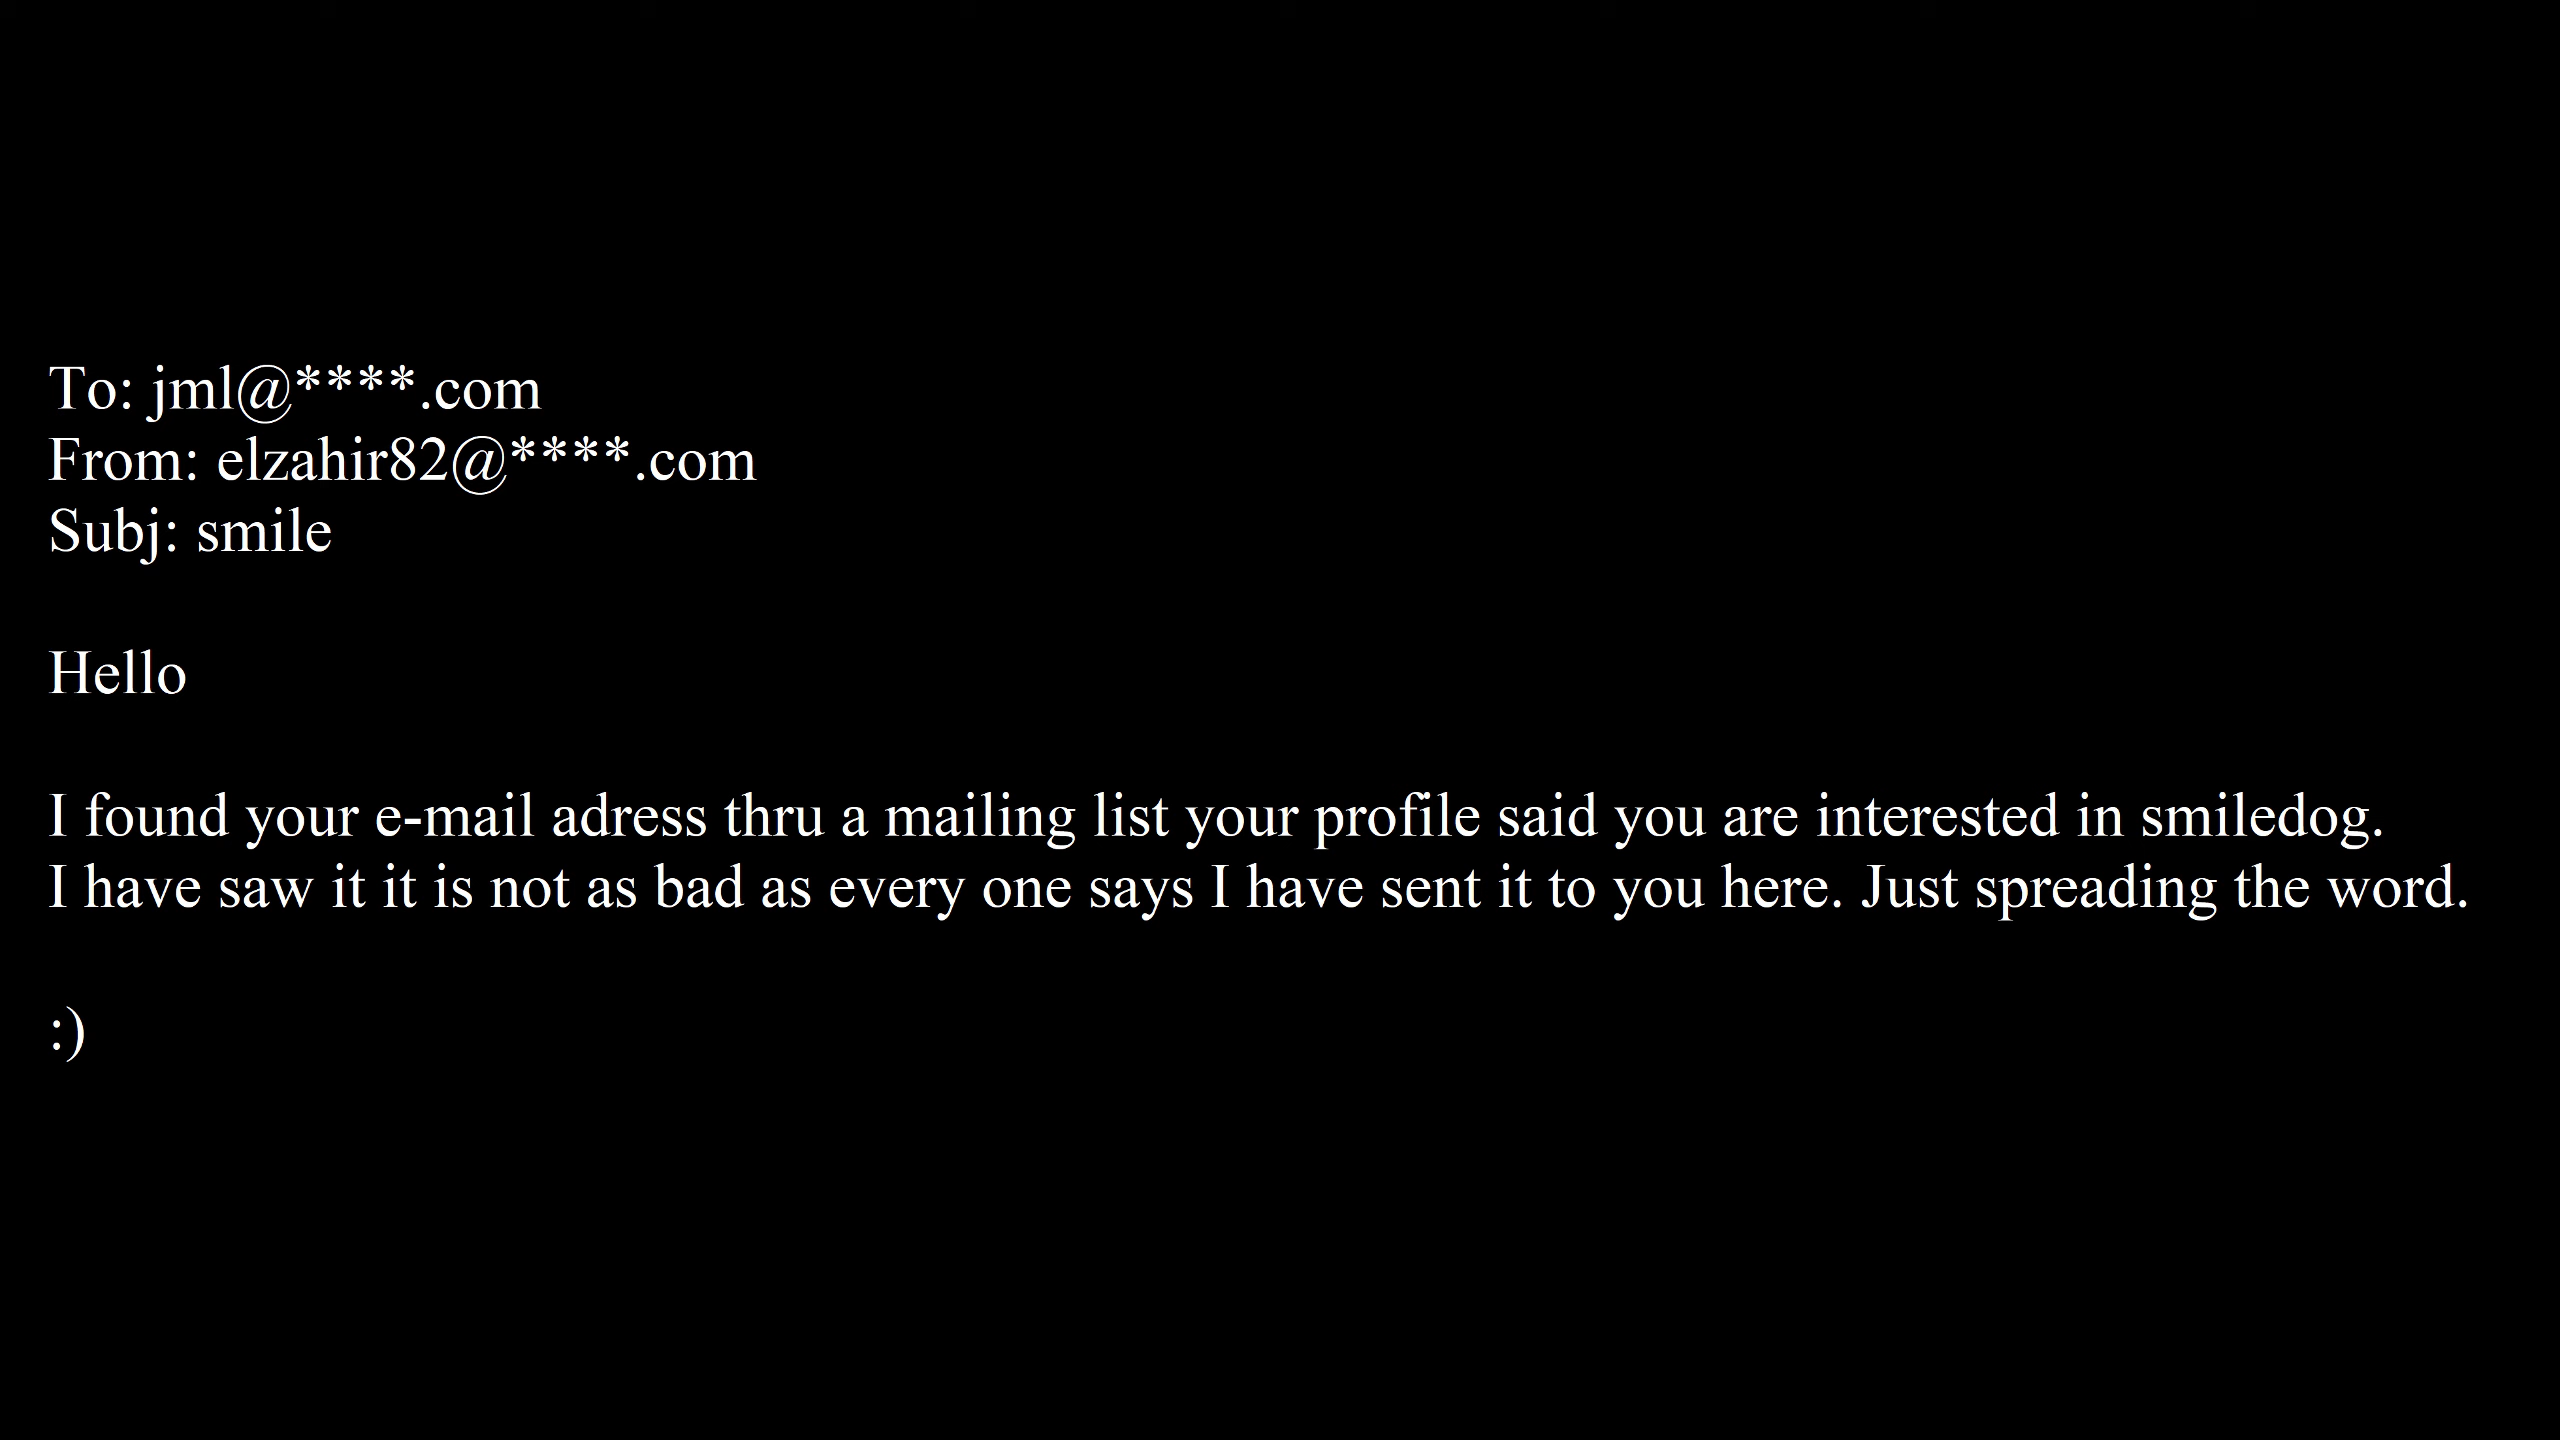 To: jml@****.com
From: elzahir82@****.com
Subj: smile
Hello
I found your e-mail adress thru a mailing list your profile said you are interested in smiledog.
I have saw it it is not as bad as every one says I have sent it to you here. Just spreading the word.
:)